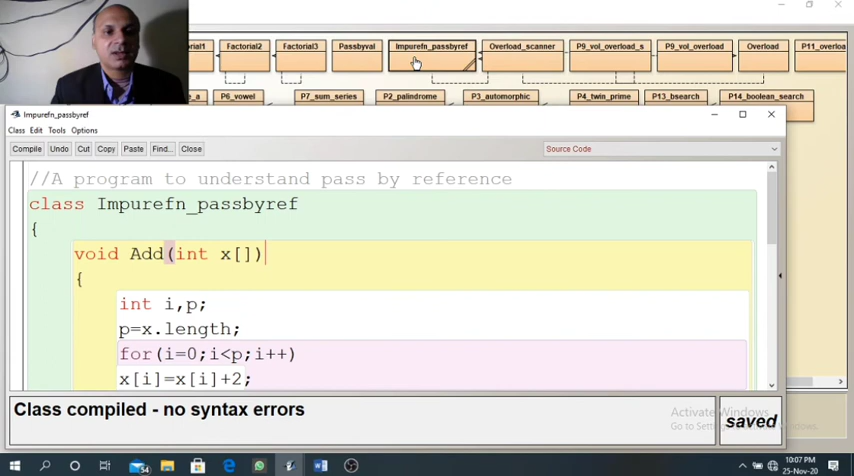 orial1
Factorial2
Factorial3
Passbyval
Impurefn_passbyref
Overload_scanner
P9_vol_overload_s
P9_vol_overload
Overload
P11_overloa
e_a
P6_vowel
P7_sum_series
P2_palindrome
P3_automorphic
P4_twin_prime
P13_bsearch
P14_boolean_search
Impurefn_passbyref
Class Edit Tools Options
Compile Undo Cut Copy Paste Find... Close
Source Code
//A program to understand pass by reference
class Impurefn_passbyref
{
void Add(int x[])
{
int i,p;
p=x.length;
for(i=0;i<p;i++)
x[i]=x[i]+2;
Class compiled - no syntax errors
saved
Activate Windows
Go to Settings to activate Windows.
54
10:07 PM
25-Nov-20